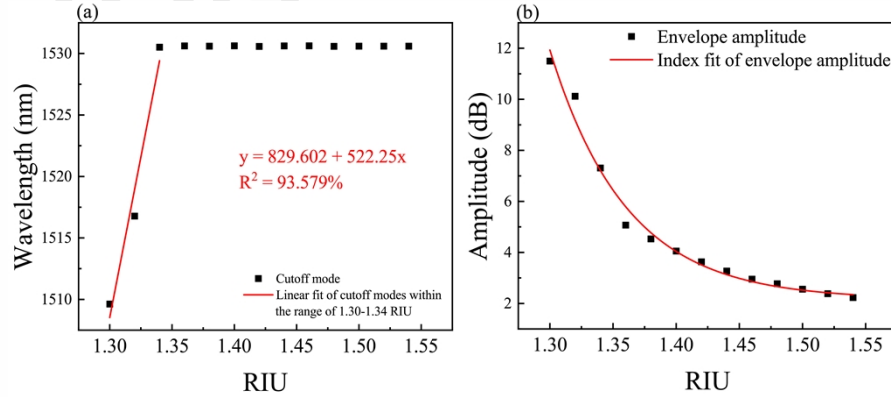 (a)
1530
1525
1520
1515
1510
Wavelength (nm)
y = 829.602 + 522.25x
R² = 93.579%
Cutoff mode
Linear fit of cutoff modes within
the range of 1.30-1.34 RIU
1.30 1.35 1.40 1.45 1.50 1.55
RIU
(b)
12
10
8
6
4
2
Amplitude (dB)
Envelope amplitude
Index fit of envelope amplitude
1.30 1.35 1.40 1.45 1.50 1.55
RIU